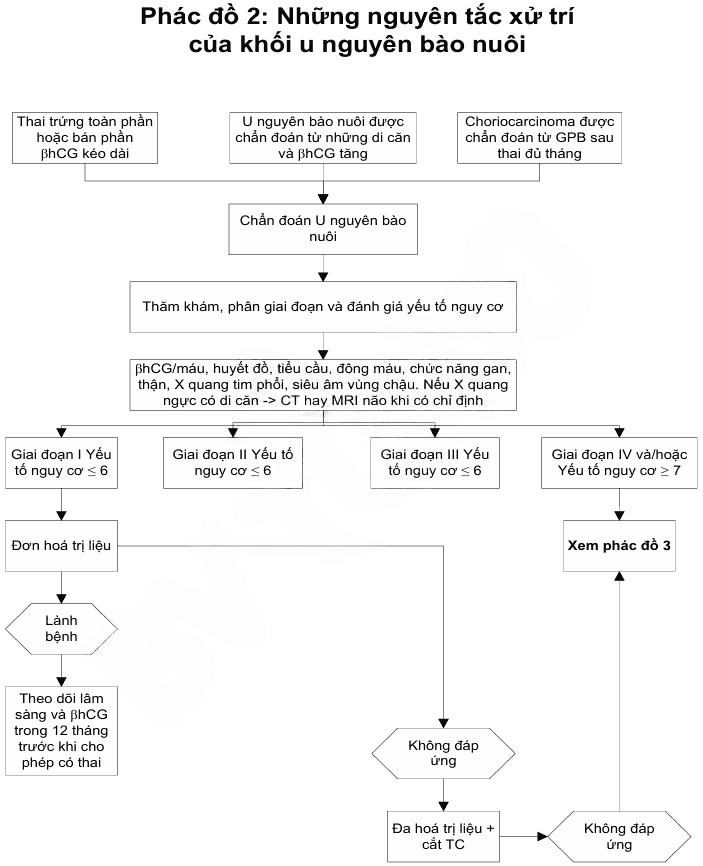 Phác đồ 2: Những nguyên tắc xử trí
của khối u nguyên bào nuôi
Thai trứng toàn phần
hoặc bán phần
βhCG kéo dài
U nguyên bào nuôi được
chẩn đoán từ những di căn
và βhCG tăng
Choriocarcinoma được
chẩn đoán từ GPB sau
thai đủ tháng
Chẩn đoán U nguyên bào
nuôi
Thăm khám, phân giai đoạn và đánh giá yếu tố nguy cơ
βhCG/máu, huyết đồ, tiểu cầu, đông máu, chức năng gan,
thận, X quang tim phổi, siêu âm vùng chậu. Nếu X quang
ngực có di căn -> CT hay MRI não khi có chỉ định
Giai đoạn I Yếu
tố nguy cơ ≤ 6
Giai đoạn II Yếu tố
nguy cơ ≤ 6
Giai đoạn III Yếu
tố nguy cơ ≤ 6
Giai đoạn IV và/hoặc
Yếu tố nguy cơ ≥ 7
Đơn hoá trị liệu
Xem phác đồ 3
Lành
bệnh
Theo dõi lâm
sàng và βhCG
trong 12 tháng
trước khi cho
phép có thai
Không đáp
ứng
Đa hoá trị liệu +
cắt TC
Không đáp
ứng